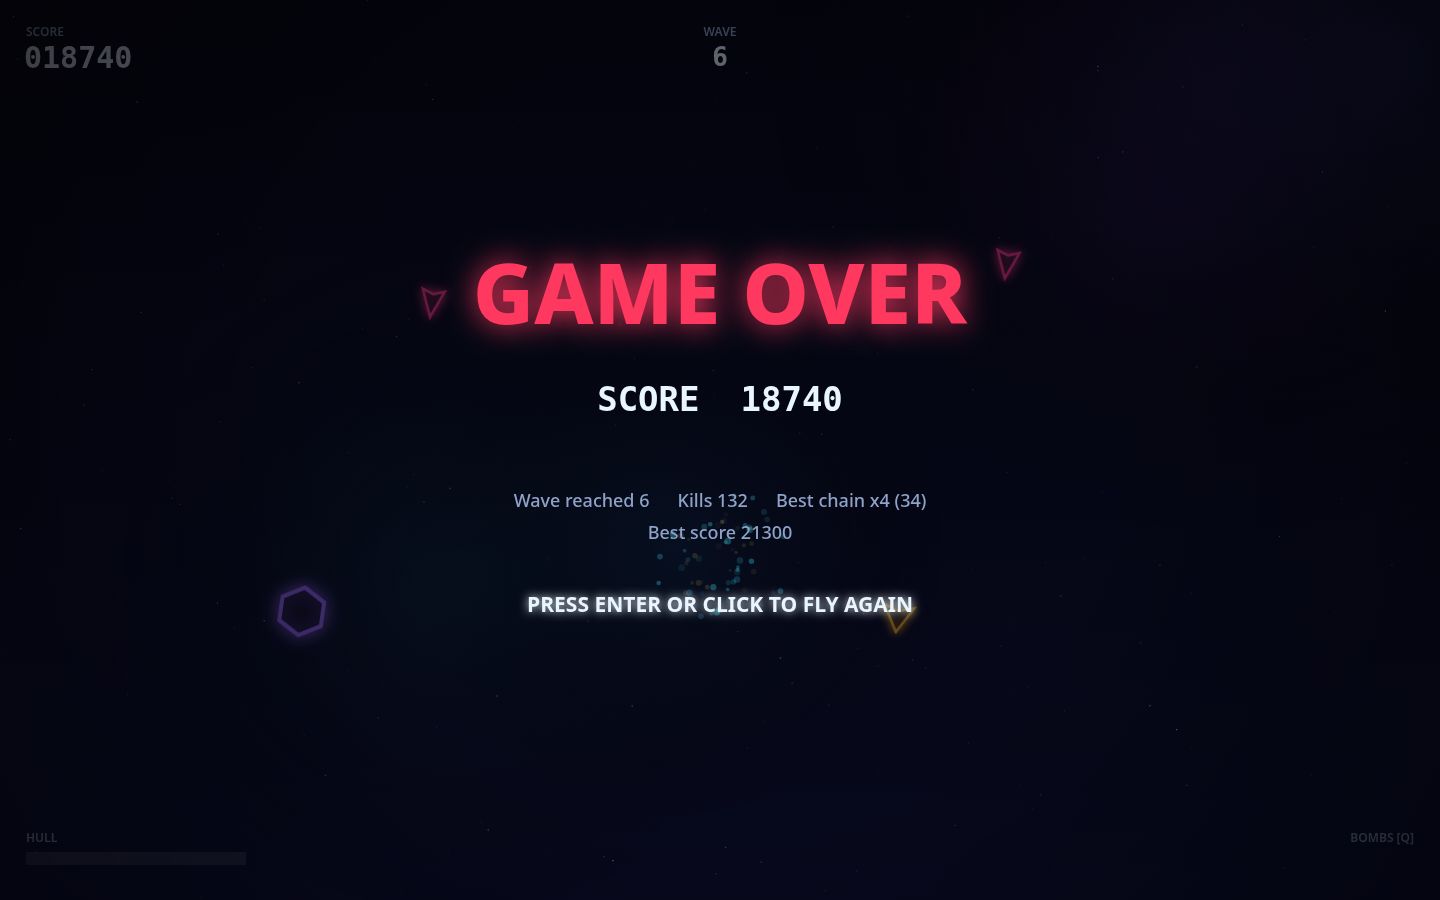 SCORE
018740
WAVE
6
GAME OVER
SCORE 18740
Wave reached 6 Kills 132 Best chain x4 (34)
Best score 21300
PRESS ENTER OR CLICK TO FLY AGAIN
HULL
BOMBS [Q]